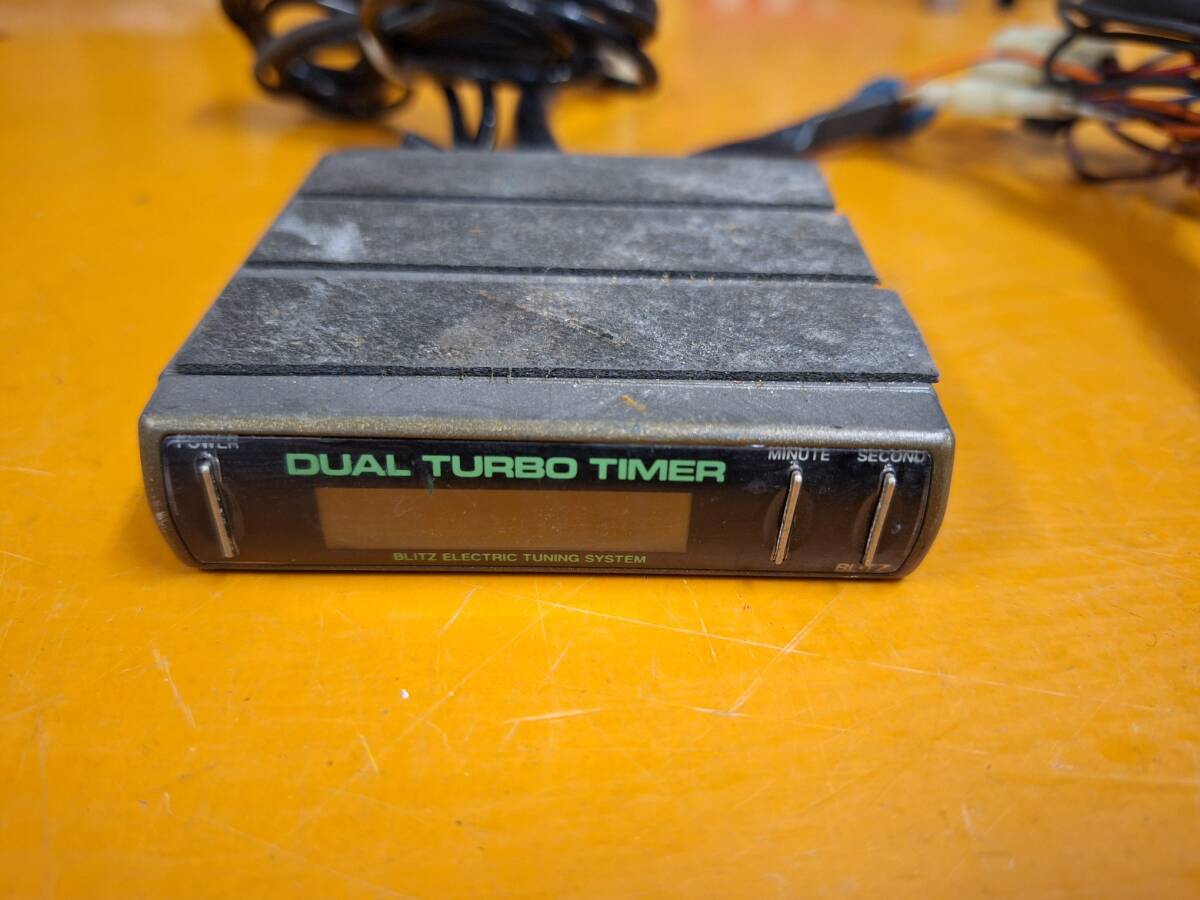 POWER
DUAL TURBO TIMER
MINUTE SECOND
BLITZ ELECTRIC TUNING SYSTEM
BLITZ